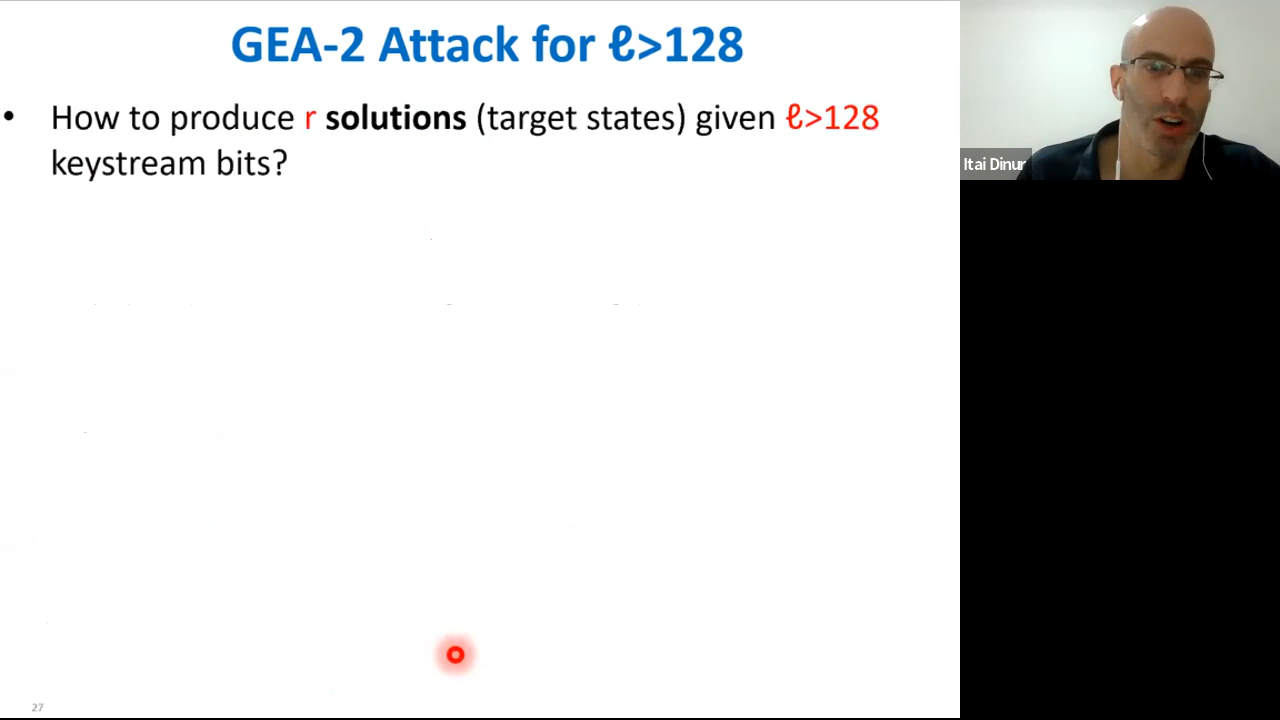 GEA-2 Attack for ℓ>128
• How to produce r solutions (target states) given ℓ>128
keystream bits?
Itai Dinur
27